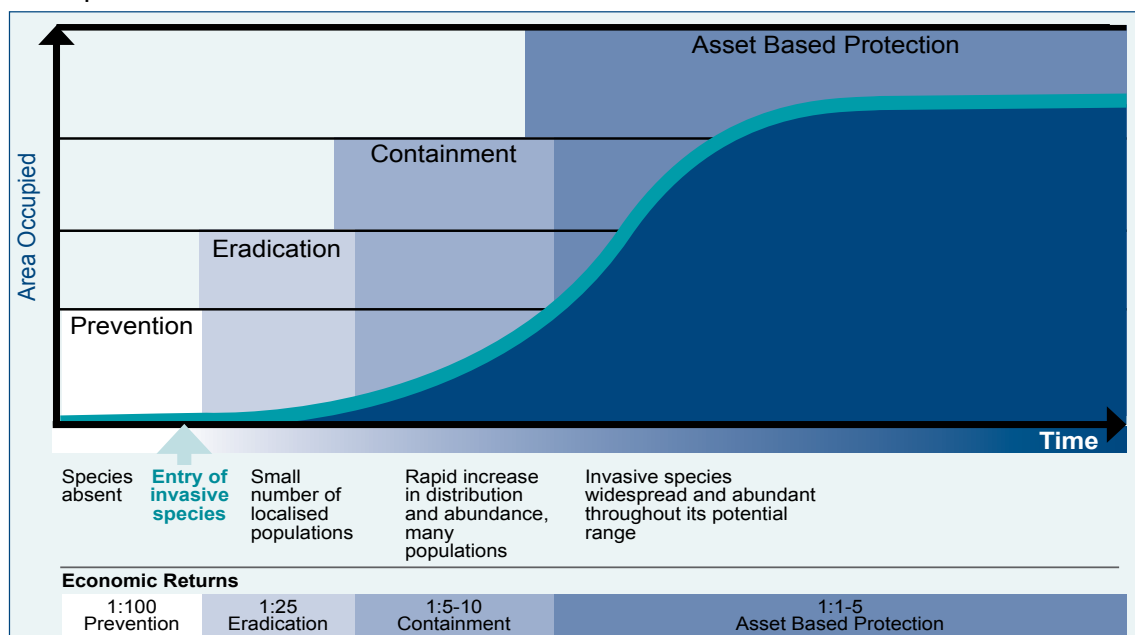 Asset Based Protection
Containment
Eradication
Prevention
Area Occupied
Time
Species
absent
Entry of
invasive
species
Small
number of
localised
populations
Rapid increase
in distribution
and abundance,
many
populations
Invasive species
widespread and abundant
throughout its potential
range
Economic Returns
1:100
Prevention
1:25
Eradication
1:5-10
Containment
1:1-5
Asset Based Protection